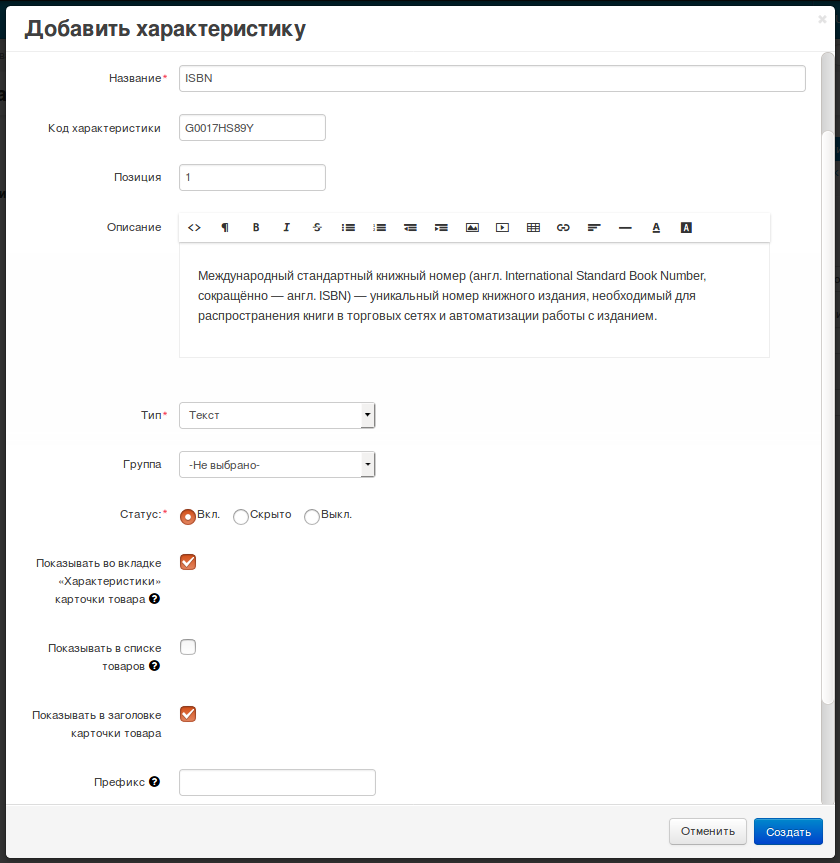 Добавить характеристику
×
Название*
ISBN
Код характеристики
G0017HS89Y
Позиция
1
Описание
Международный стандартный книжный номер (англ. International Standard Book Number,
сокращённо — англ. ISBN) — уникальный номер книжного издания, необходимый для
распространения книги в торговых сетях и автоматизации работы с изданием.
Тип*
Текст
Группа
-Не выбрано-
Статус:*
Вкл. Скрыто Выкл.
Показывать во вкладке
«Характеристики»
карточки товара ?
Показывать в списке
товаров ?
Показывать в заголовке
карточки товара
Префикс ?
Отменить
Создать